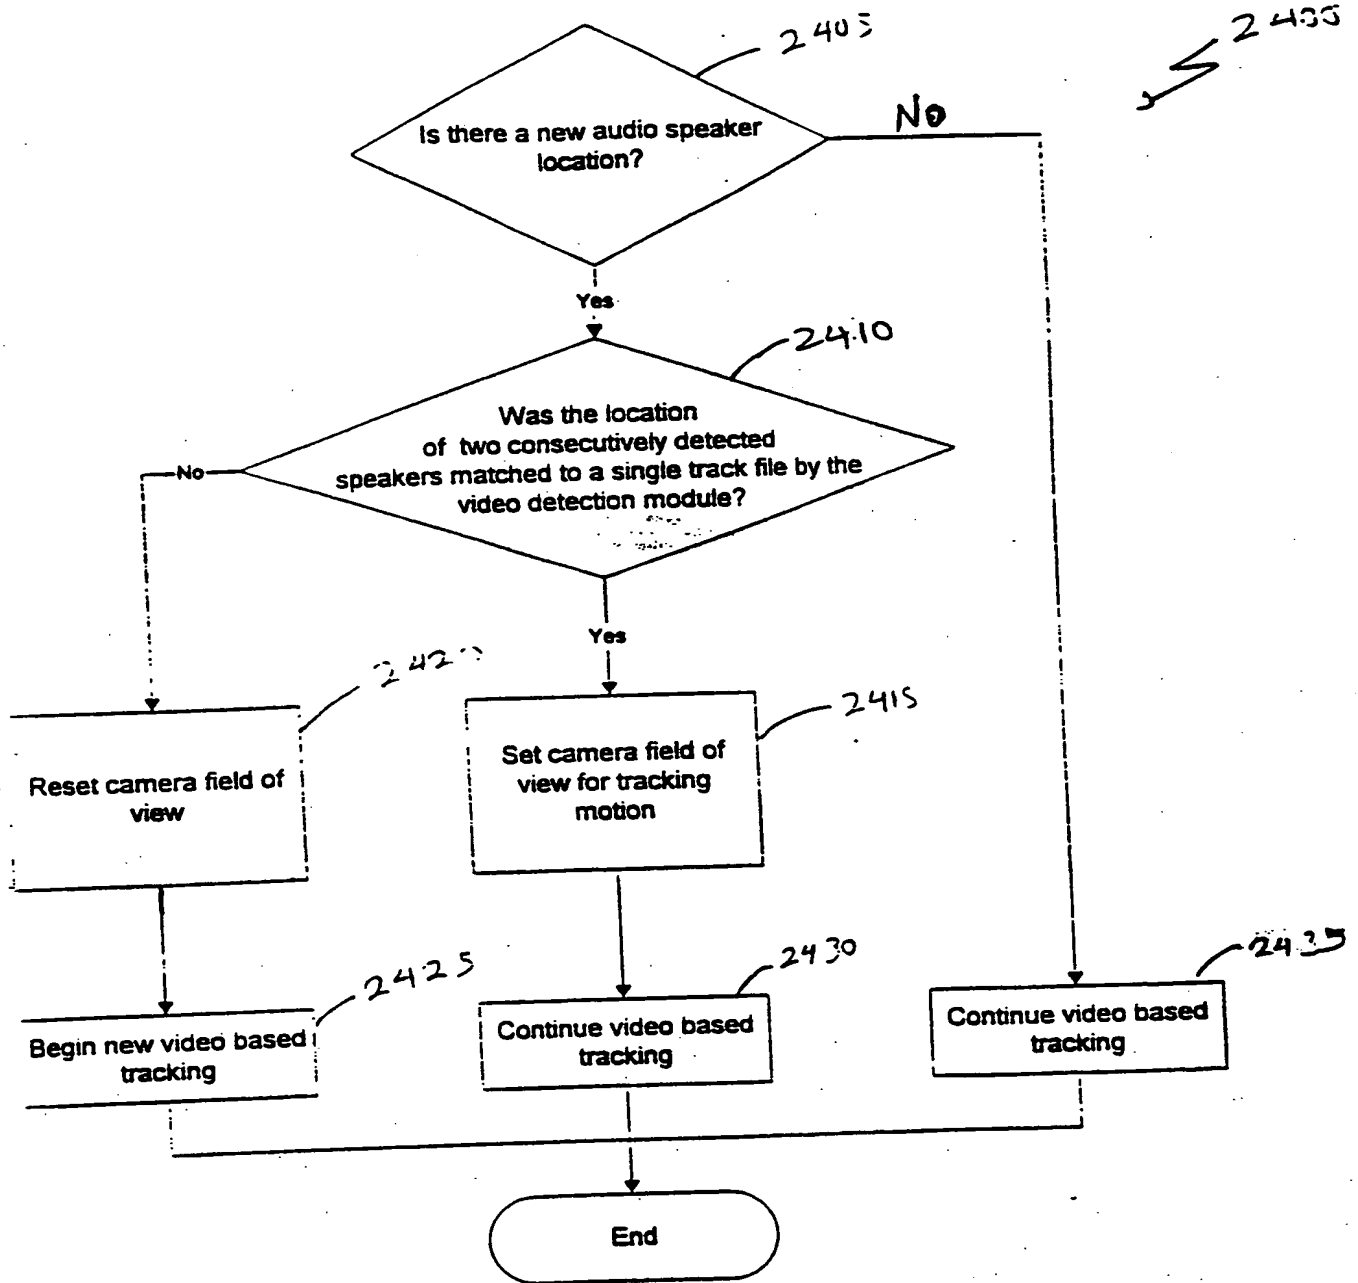 2405
2400
No
Is there a new audio speaker
location?
Yes
2410
Was the location
of two consecutively detected
speakers matched to a single track file by the
video detection module?
No
Yes
2415
Reset camera field of
view
Set camera field of
view for tracking
motion
2425
2430
2435
Begin new video based
tracking
Continue video based
tracking
Continue video based
tracking
End